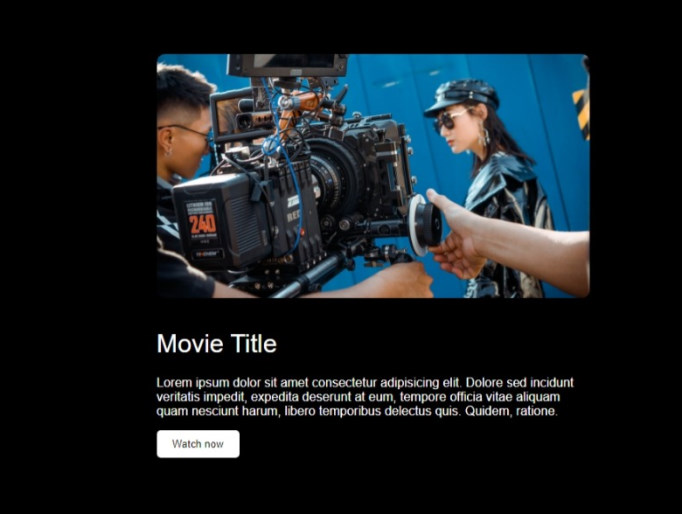 240
Movie Title
Lorem ipsum dolor sit amet consectetur adipisicing elit. Dolore sed incidunt
veritatis impedit, expedita deserunt at eum, tempore officia vitae aliquam
quam nesciunt harum, libero temporibus delectus quis. Quidem, ratione.
Watch now